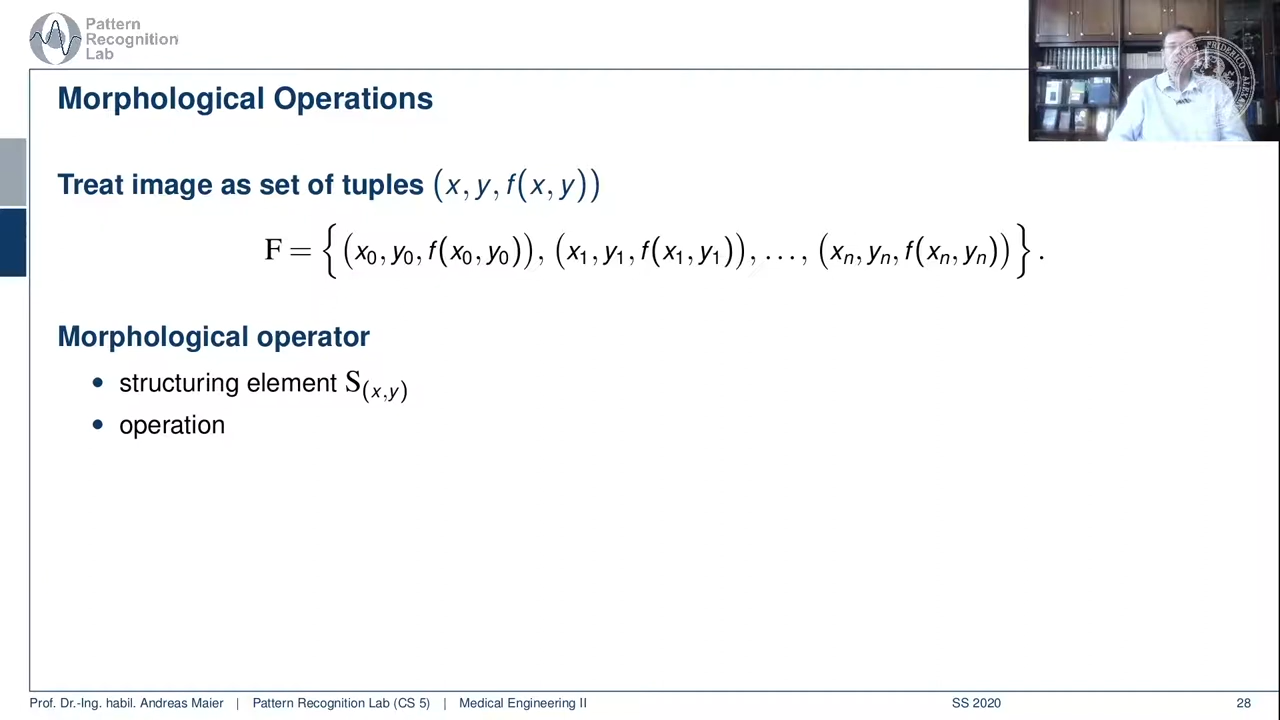 Pattern
Recognition
Lab
Morphological Operations
Treat image as set of tuples (x, y, f(x, y))
F = {(x₀, y₀, f(x₀, y₀)), (x₁, y₁, f(x₁, y₁)), . . . , (xₙ, yₙ, f(xₙ, yₙ))} .
Morphological operator
• structuring element S₍ₓ,ᵧ₎
• operation
Prof. Dr.-Ing. habil. Andreas Maier | Pattern Recognition Lab (CS 5) | Medical Engineering II SS 2020 28